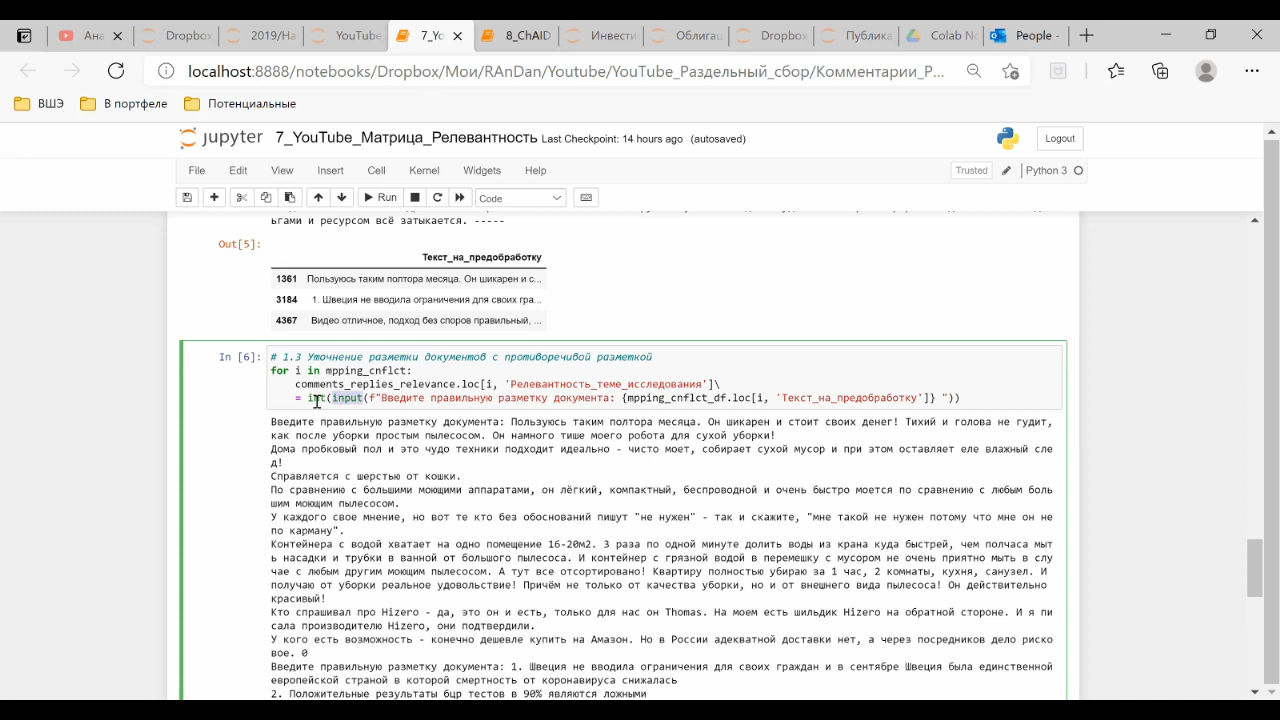 Ана
Dropbox
2019/На
YouTube
7_Yo
8_ChAID
Инвести
Облигац
Dropbox
Публика
Colab No
People -
localhost:8888/notebooks/Dropbox/Мои/RAnDan/Youtube/YouTube_Раздельный_сбор/Комментарии_Р...
ВШЭ
В портфеле
Потенциальные
jupyter 7_YouTube_Матрица_Релевантность Last Checkpoint: 14 hours ago (autosaved)
Logout
File Edit View Insert Cell Kernel Widgets Help
Trusted
Python 3
Run
Code
ьгами и ресурсом всё затыкается. -----
Out[5]:
Текст_на_предобработку
1361 Пользуюсь таким полтора месяца. Он шикарен и с...
3184 1. Швеция не вводила ограничения для своих гра...
4367 Видео отличное, подход без споров правильный, ...
In [6]: # 1.3 Уточнение разметки документов с противоречивой разметкой
for i in mpping_cnflct:
comments_replies_relevance.loc[i, 'Релевантность_теме_исследования']\
= int(input(f"Введите правильную разметку документа: {mpping_cnflct_df.loc[i, 'Текст_на_предобработку']} "))
Введите правильную разметку документа: Пользуюсь таким полтора месяца. Он шикарен и стоит своих денег! Тихий и голова не гудит,
как после уборки простым пылесосом. Он намного тише моего робота для сухой уборки!
Дома пробковый пол и это чудо техники подходит идеально - чисто моет, собирает сухой мусор и при этом оставляет еле влажный сле
д!
Справляется с шерстью от кошки.
По сравнению с большими моющими аппаратами, он лёгкий, компактный, беспроводной и очень быстро моется по сравнению с любым боль
шим моющим пылесосом.
У каждого свое мнение, но вот те кто без обоснований пишут "не нужен" - так и скажите, "мне такой не нужен потому что мне он не
по карману".
Контейнера с водой хватает на одно помещение 16-20м2. 3 раза по одной минуте долить воды из крана куда быстрей, чем полчаса мыт
ь насадки и трубки в ванной от большого пылесоса. И контейнер с грязной водой в перемешку с мусором не очень приятно мыть в слу
чае с любым другим моющим пылесосом. А тут все отсортировано! Квартиру полностью убираю за 1 час, 2 комнаты, кухня, санузел. И
получаю от уборки реальное удовольствие! Причём не только от качества уборки, но и от внешнего вида пылесоса! Он действительно
красивый!
Кто спрашивал про Hizero - да, это он и есть, только для нас он Thomas. На моем есть шильдик Hizero на обратной стороне. И я пи
сала производителю Hizero, они подтвердили.
У кого есть возможность - конечно дешевле купить на Амазон. Но в России адекватной доставки нет, а через посредников дело риско
вое. 0
Введите правильную разметку документа: 1. Швеция не вводила ограничения для своих граждан и в сентябре Швеция была единственной
европейской страной в которой смертность от коронавируса снижалась
2. Положительные результаты бцр тестов в 90% являются ложными